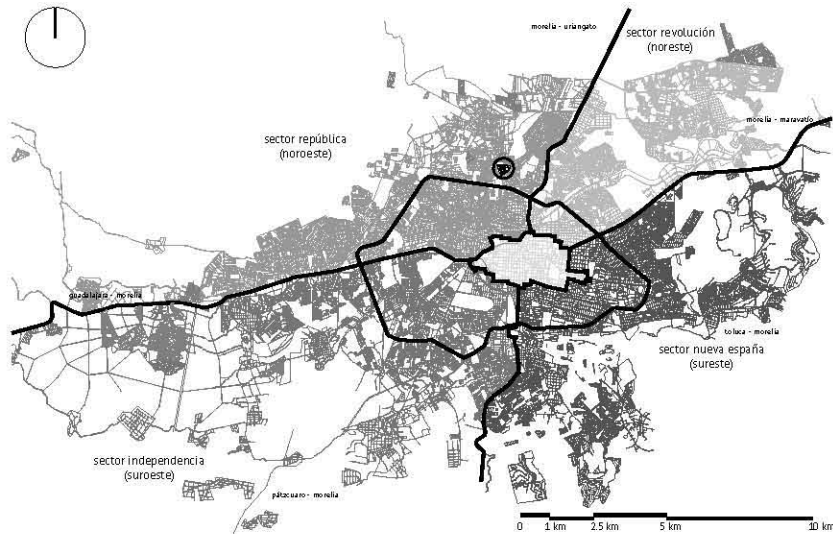 morelia - uriangato
sector revolución
(noreste)
morelia - maravatío
sector república
(noroeste)
guadalajara - morelia
toluca - morelia
sector nueva españa
(sureste)
sector independencia
(suroeste)
pátzcuaro - morelia
0 1 km 2.5 km 5 km 10 km